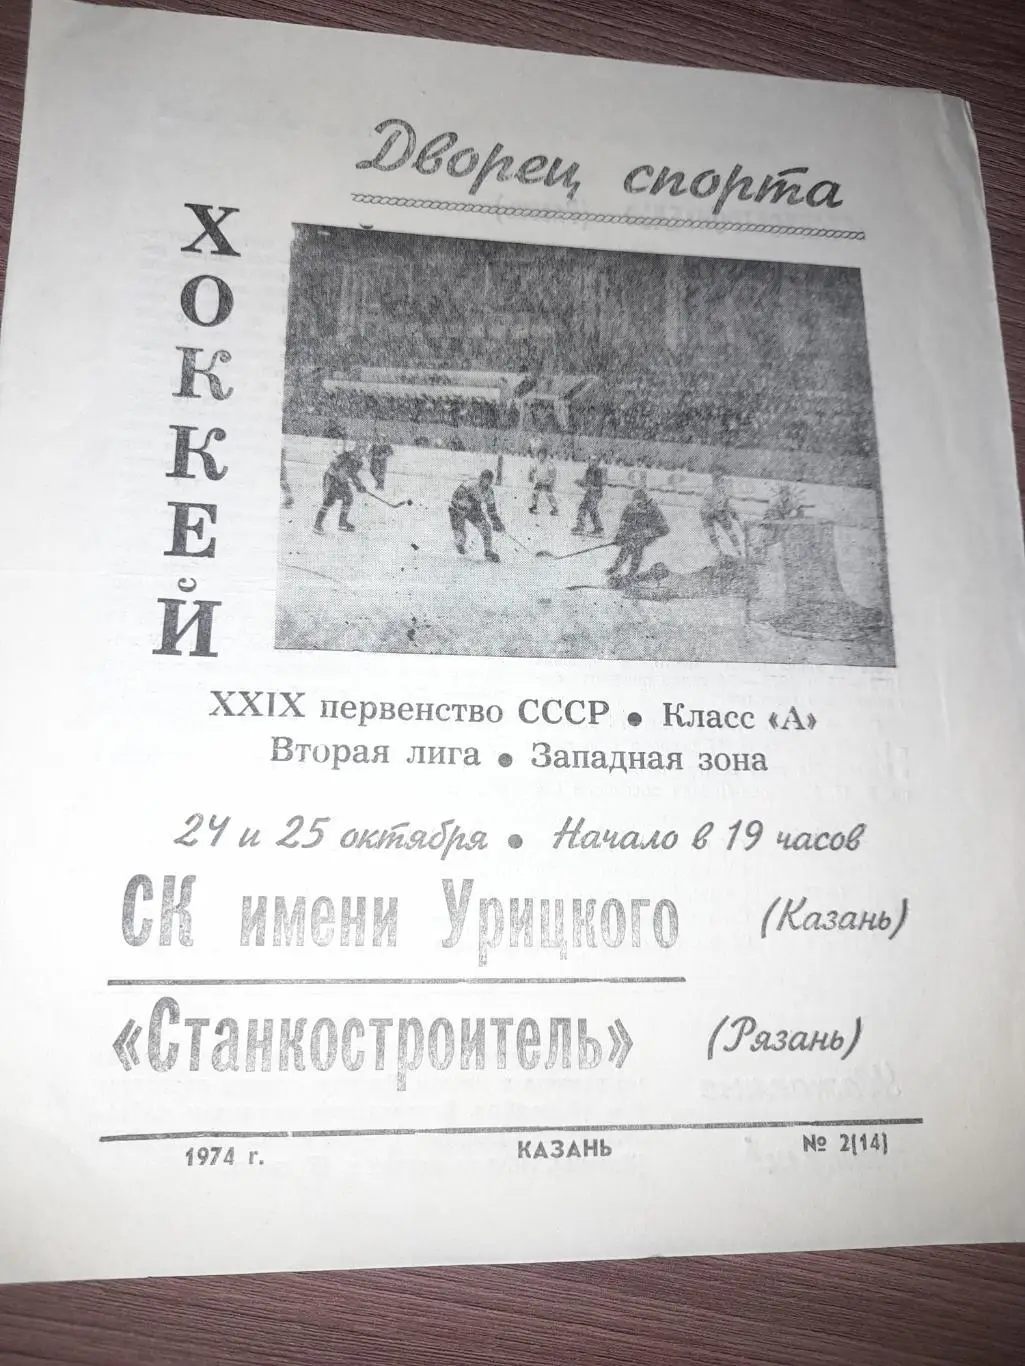 Дворец спорта
ХОККЕЙ
XXIX первенство СССР • Класс «А»
Вторая лига • Западная зона
24 и 25 октября • Начало в 19 часов
СК имени Урицкого (Казань)
«Станкостроитель» (Рязань)
1974 г. КАЗАНЬ № 2(14)